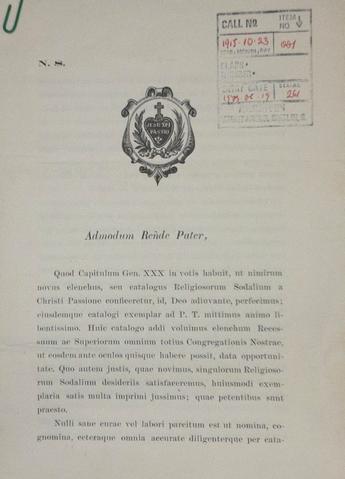 CALL Nº ITEM NO
1915-10-23 001
DATE SERIAL
261
N. 8.
JESU XPI PASSIO
Admodum Reñde Pater,
Quod Capitulum Gen. XXX in votis habuit, ut nimirum
novus elenchus, seu catalogus Religiosorum Sodalium a
Christi Passione conficeretur, id, Deo adiuvante, perfecimus;
eiusdemque catalogi exemplar ad P. T. mittimus animo li-
bentissimo. Huic catalogo addi voluimus elenchum Reces-
suum ac Superiorum omnium totius Congregationis Nostrae,
ut eosdem ante oculos quisque habere possit, data opportuni-
tate. Quo autem justis, quae novimus, singulorum Religioso-
rum Sodalium desideriis satisfaceremus, huiusmodi exem-
plaria satis multa imprimi jussimus; quae petentibus sunt
praesto.
Nulli sane curae vel labori parcitum est ut nomina, co-
gnomina, ceteraque omnia accurate diligenterque per cata-